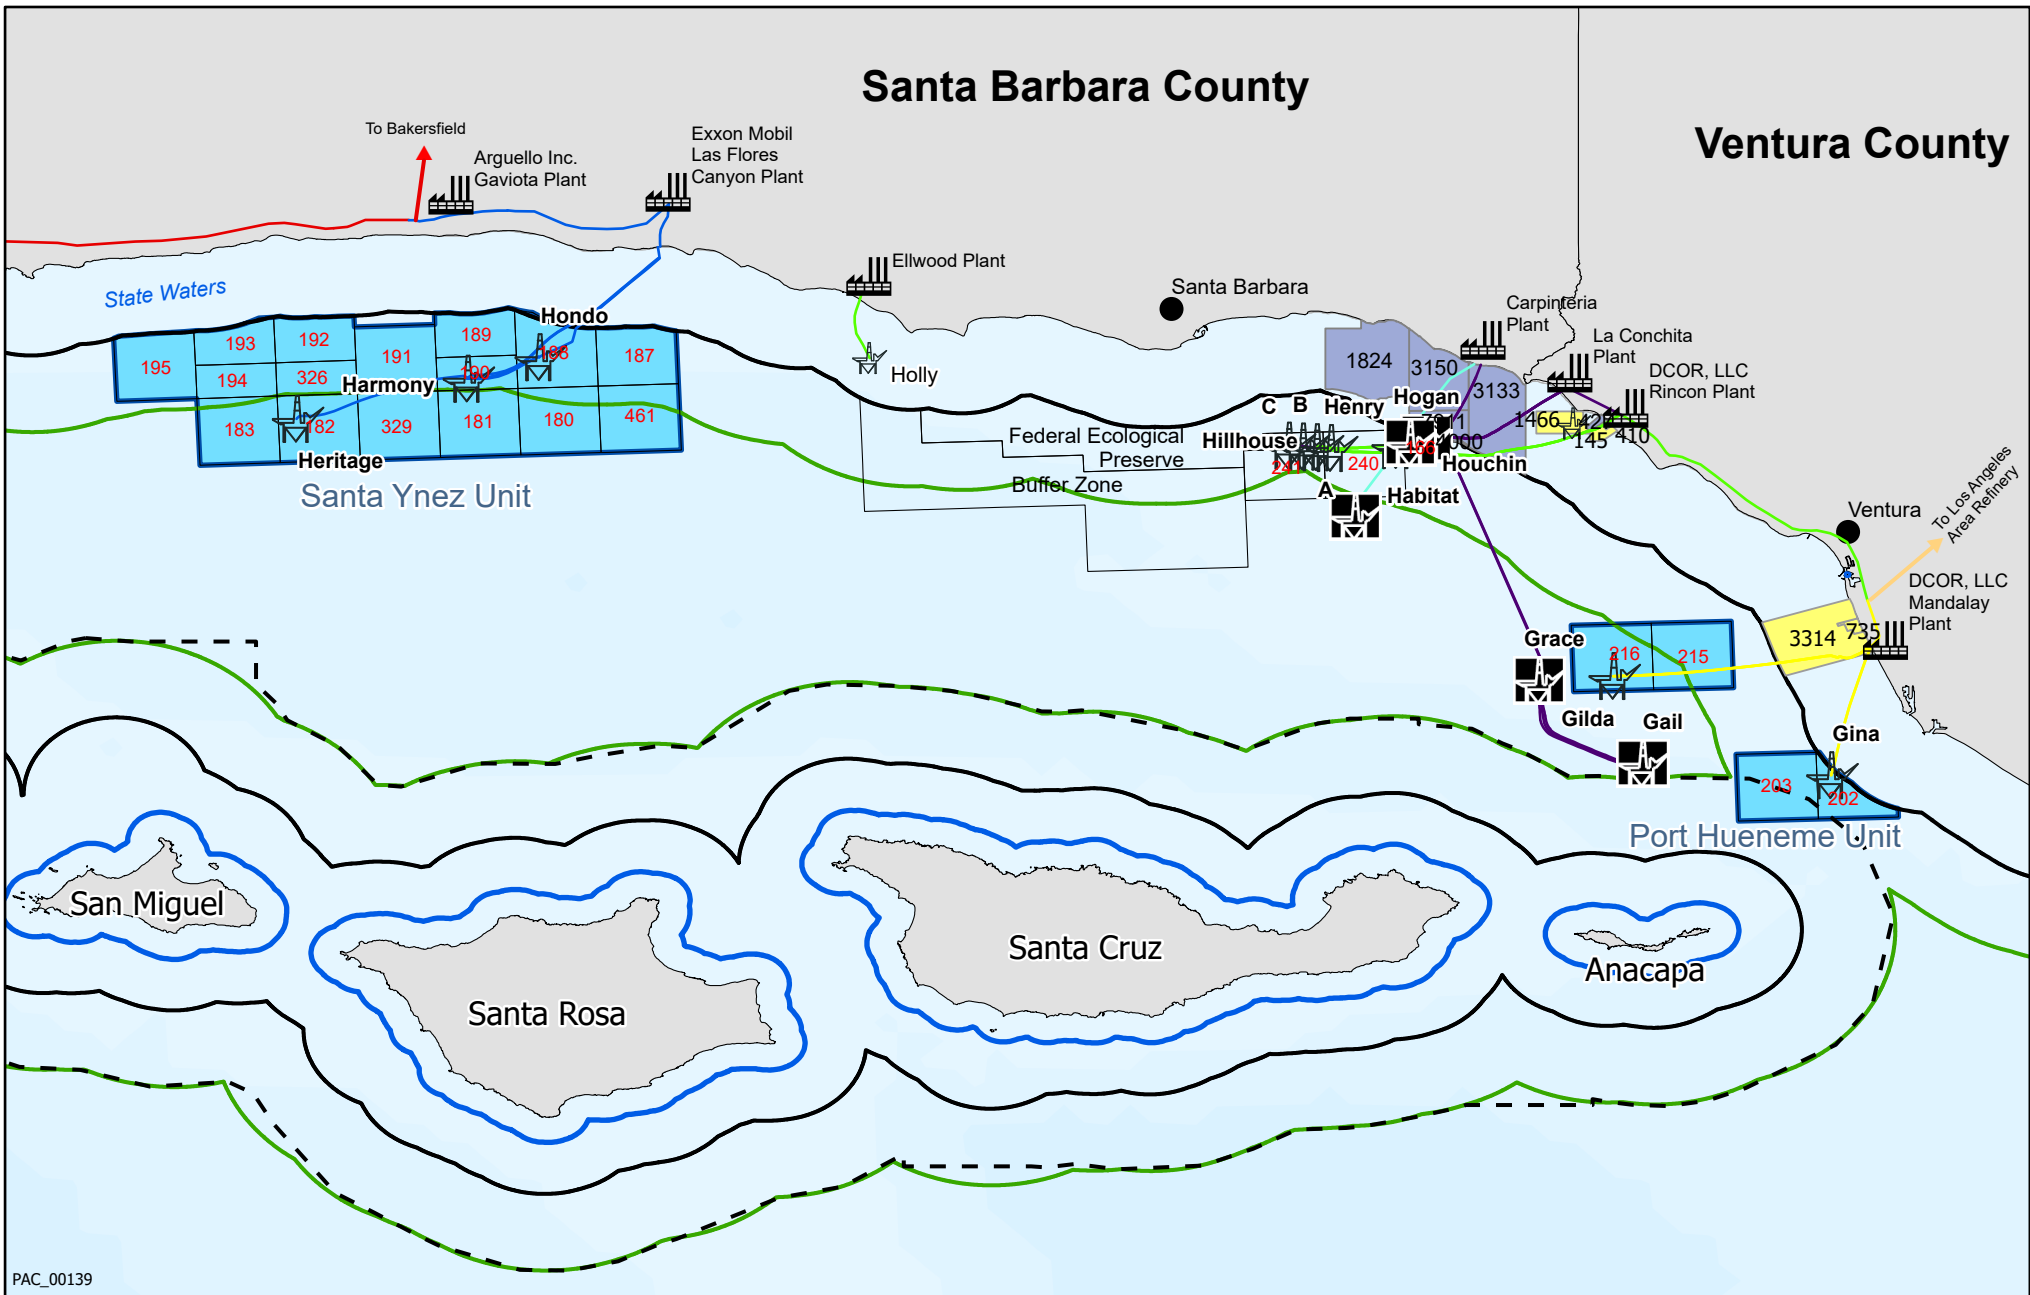 Santa Barbara County
Ventura County
To Bakersfield
Arguello Inc.
Gaviota Plant
Exxon Mobil
Las Flores
Canyon Plant
Ellwood Plant
Santa Barbara
Carpinteria
Plant
La Conchita
Plant
DCOR, LLC
Rincon Plant
State Waters
Hondo
195
193
192
191
189
188
187
194
326
190
Harmony
183
182
329
181
180
461
Heritage
Santa Ynez Unit
Holly
1824
3150
3133
C
B
Henry
Hogan
Hillhouse
241
240
166
Houchin
A
Habitat
1466
145
410
Federal Ecological
Preserve
Buffer Zone
Ventura
To Los Angeles
Area Refinery
DCOR, LLC
Mandalay
Plant
3314
735
Grace
216
215
Gilda
Gail
Gina
203
202
Port Hueneme Unit
San Miguel
Santa Rosa
Santa Cruz
Anacapa
PAC_00139